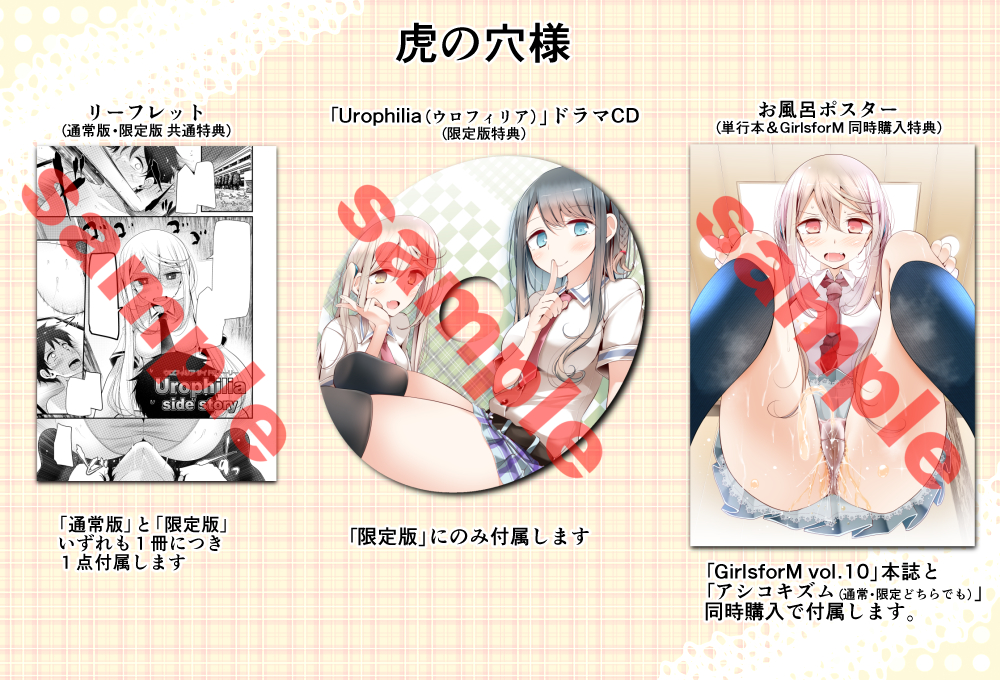 虎の穴様
リーフレット
（通常版・限定版 共通特典）
「Urophilia（ウロフィリア）」ドラマCD
（限定版特典）
お風呂ポスター
（単行本＆GirlsforM 同時購入特典）
sample
sample
sample
Urophilia
side story
「通常版」と「限定版」
いずれも１冊につき
１点付属します
「限定版」にのみ付属します
「GirlsforM vol.10」本誌と
「アシコキズム（通常・限定どちらでも）」
同時購入で付属します。